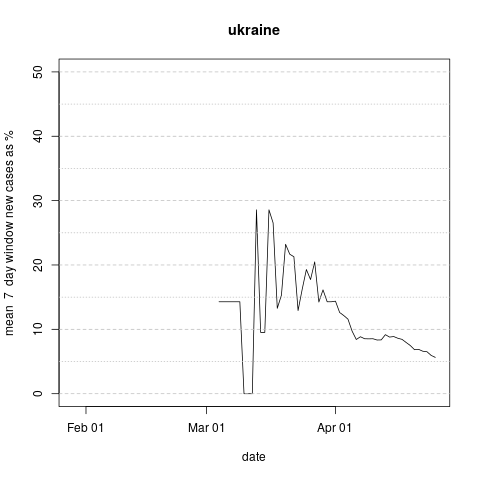 ukraine
mean  7  day window new cases as %
50
40
30
20
10
0
Feb 01
Mar 01
Apr 01
date